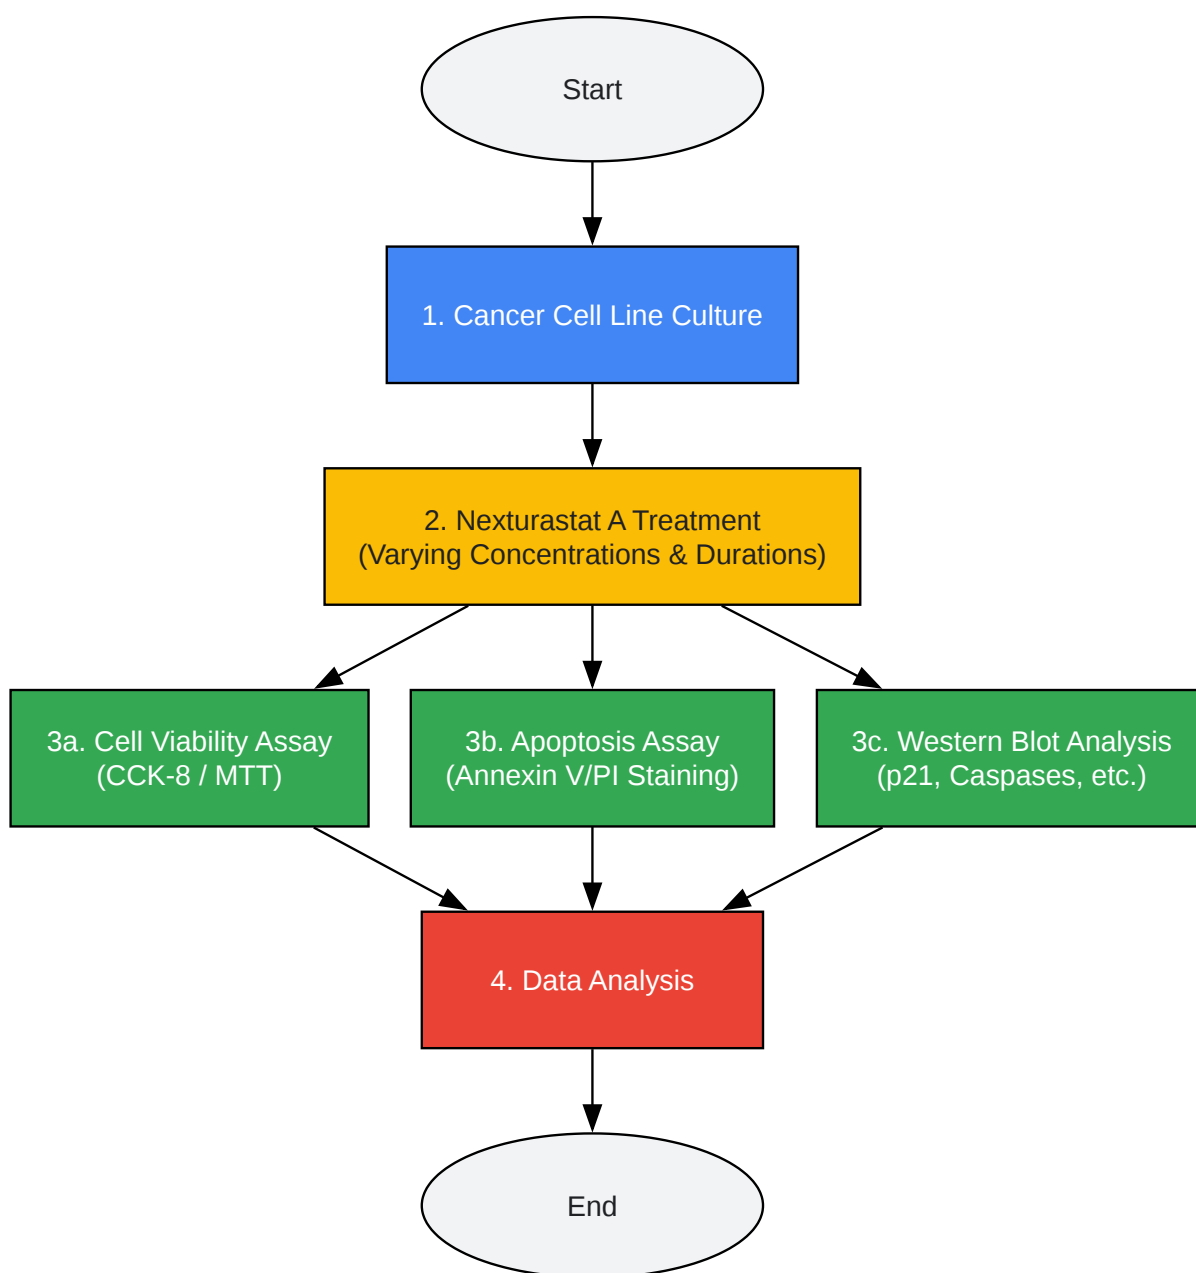 Start
1. Cancer Cell Line Culture
2. Nexturastat A Treatment
(Varying Concentrations & Durations)
3a. Cell Viability Assay
(CCK-8 / MTT)
3b. Apoptosis Assay
(Annexin V/PI Staining)
3c. Western Blot Analysis
(p21, Caspases, etc.)
4. Data Analysis
End